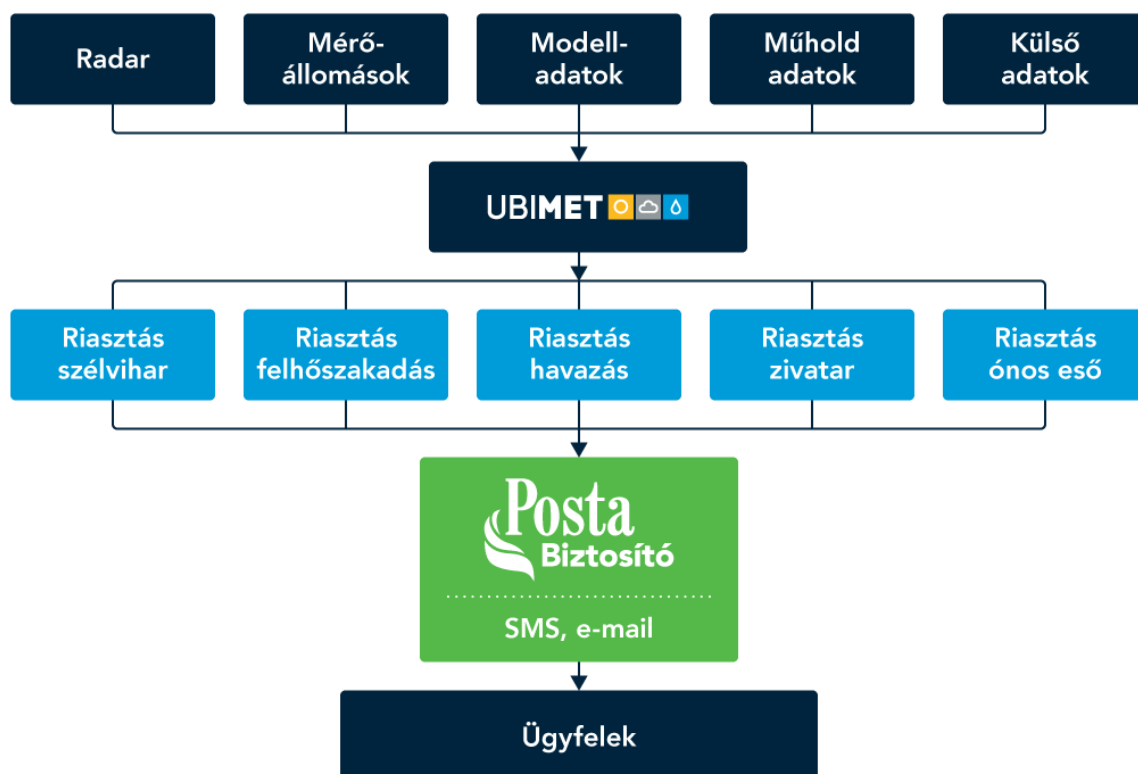 Radar
Mérő-
állomások
Modell-
adatok
Műhold
adatok
Külső
adatok
UBIMET
Riasztás
szélvihar
Riasztás
felhőszakadás
Riasztás
havazás
Riasztás
zivatar
Riasztás
ónos eső
Posta
Biztosító
SMS, e-mail
Ügyfelek